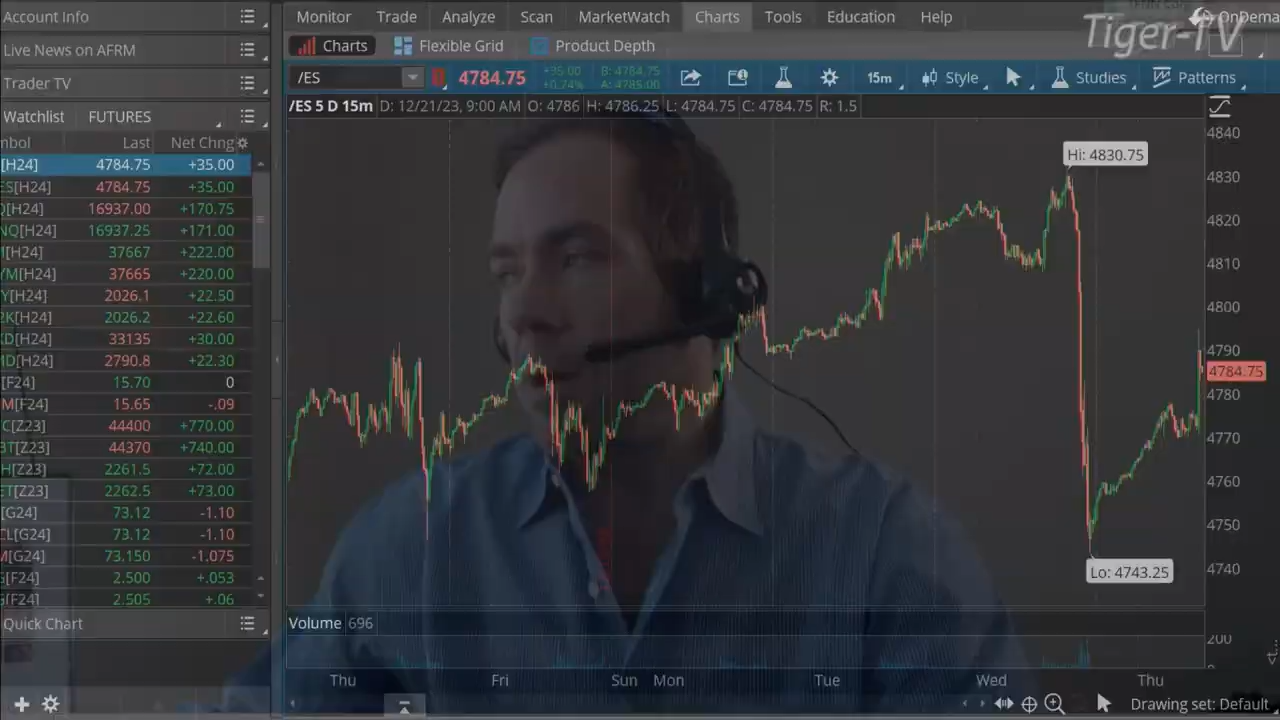 Account Info
Live News on AFRM
Trader TV
Watchlist FUTURES
mbol Last Net Chng
[H24] 4784.75 +35.00
ES[H24] 4784.75 +35.00
Q[H24] 16937.00 +170.75
NQ[H24] 16937.25 +171.00
M[H24] 37667 +222.00
YM[H24] 37665 +220.00
Y[H24] 2026.1 +22.50
2K[H24] 2026.2 +22.60
KD[H24] 33135 +30.00
MD[H24] 2790.8 +22.30
[F24] 15.70 0
M[F24] 15.65 -.09
C[Z23] 44400 +770.00
BT[Z23] 44370 +740.00
H[Z23] 2261.5 +72.00
ET[Z23] 2262.5 +73.00
[G24] 73.12 -1.10
CL[G24] 73.12 -1.10
M[G24] 73.150 -1.075
G[F24] 2.500 +.053
G[F24] 2.505 +.06
Quick Chart
Monitor Trade Analyze Scan MarketWatch Charts Tools Education Help
OnDema
Tiger-TV
Charts Flexible Grid Product Depth
/ES 4784.75 +35.00 +0.74% B: 4784.75 A: 4785.00 15m Style Studies Patterns
/ES 5 D 15m D: 12/21/23, 9:00 AM O: 4786 H: 4786.25 L: 4784.75 C: 4784.75 R: 1.5
4840
Hi: 4830.75
4830
4820
4810
4800
4790
4784.75
4780
4770
4760
4750
4740
Lo: 4743.25
Volume 696
200
Thu Fri Sun Mon Tue Wed Thu
Drawing set: Default